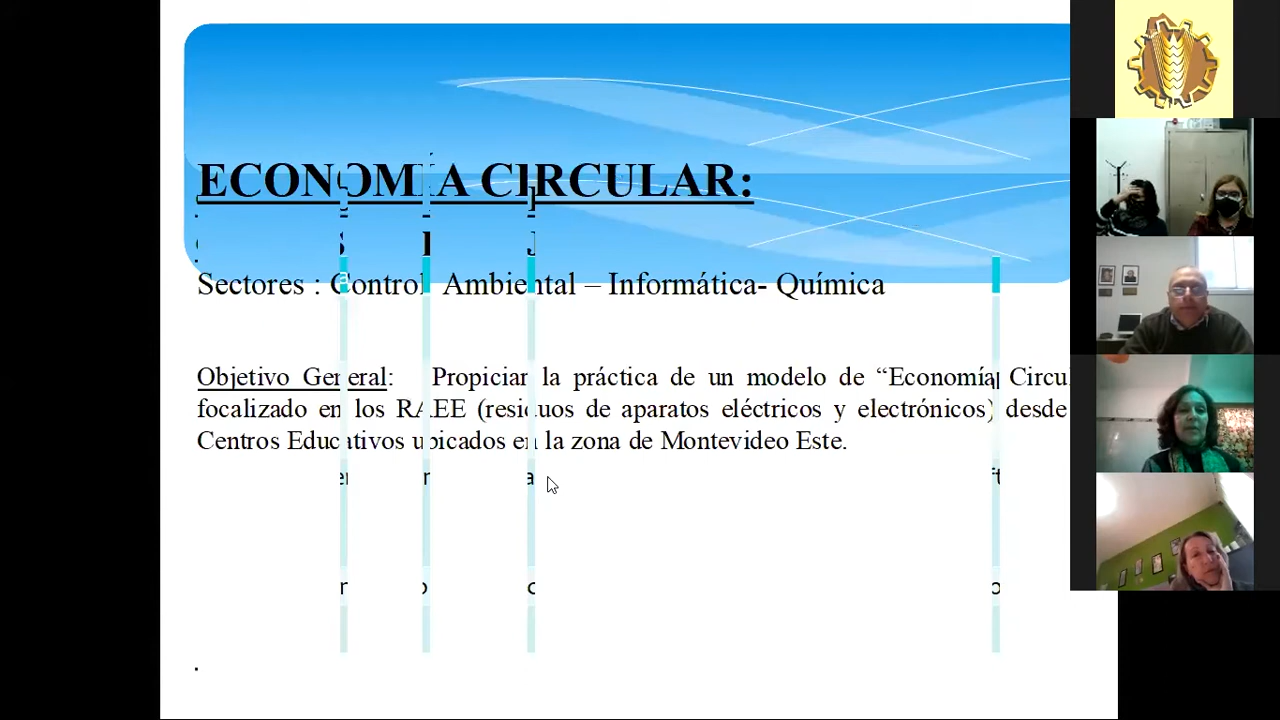 ECONOMÍA CIRCULAR:
Sectores : Control Ambiental – Informática- Química
Objetivo General: Propiciar la práctica de un modelo de “Economía
focalizado en los RAEE (residuos de aparatos eléctricos y electrónicos) desde
Centros Educativos ubicados en la zona de Montevideo Este.
.